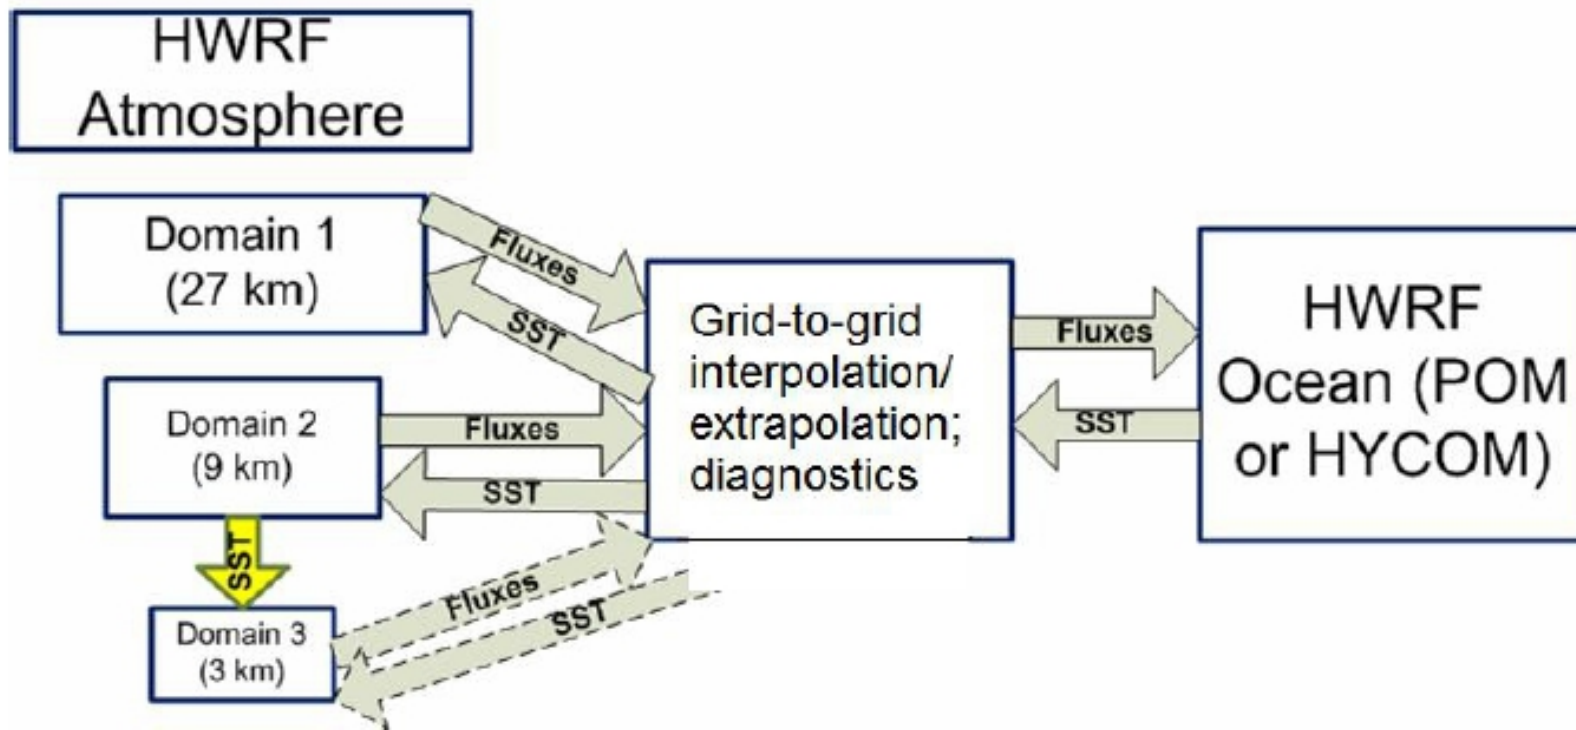 HWRF
Atmosphere
Domain 1
(27 km)
Fluxes
SST
Domain 2
(9 km)
Fluxes
SST
SST
Domain 3
(3 km)
Fluxes
SST
Grid-to-grid
interpolation/
extrapolation;
diagnostics
Fluxes
SST
HWRF
Ocean (POM
or HYCOM)